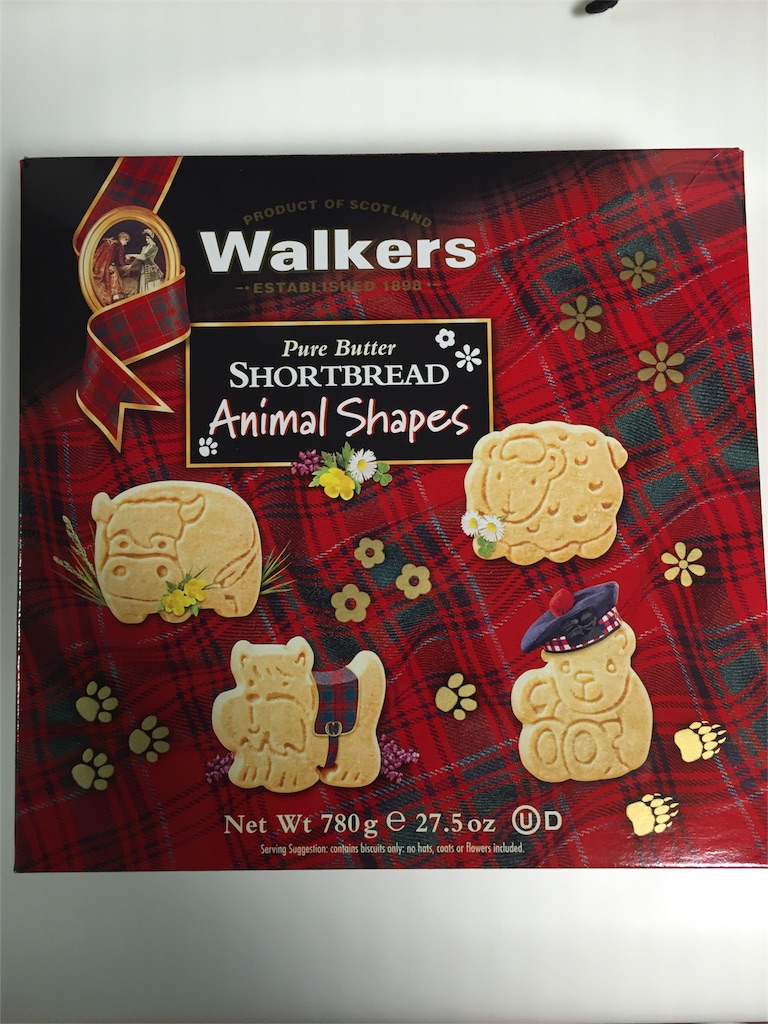 PRODUCT OF SCOTLAND
Walkers
ESTABLISHED 1898
Pure Butter
SHORTBREAD
Animal Shapes
Net Wt 780g e 27.5oz U D
Serving Suggestion: contains biscuits only: no hats, coats or flowers included.